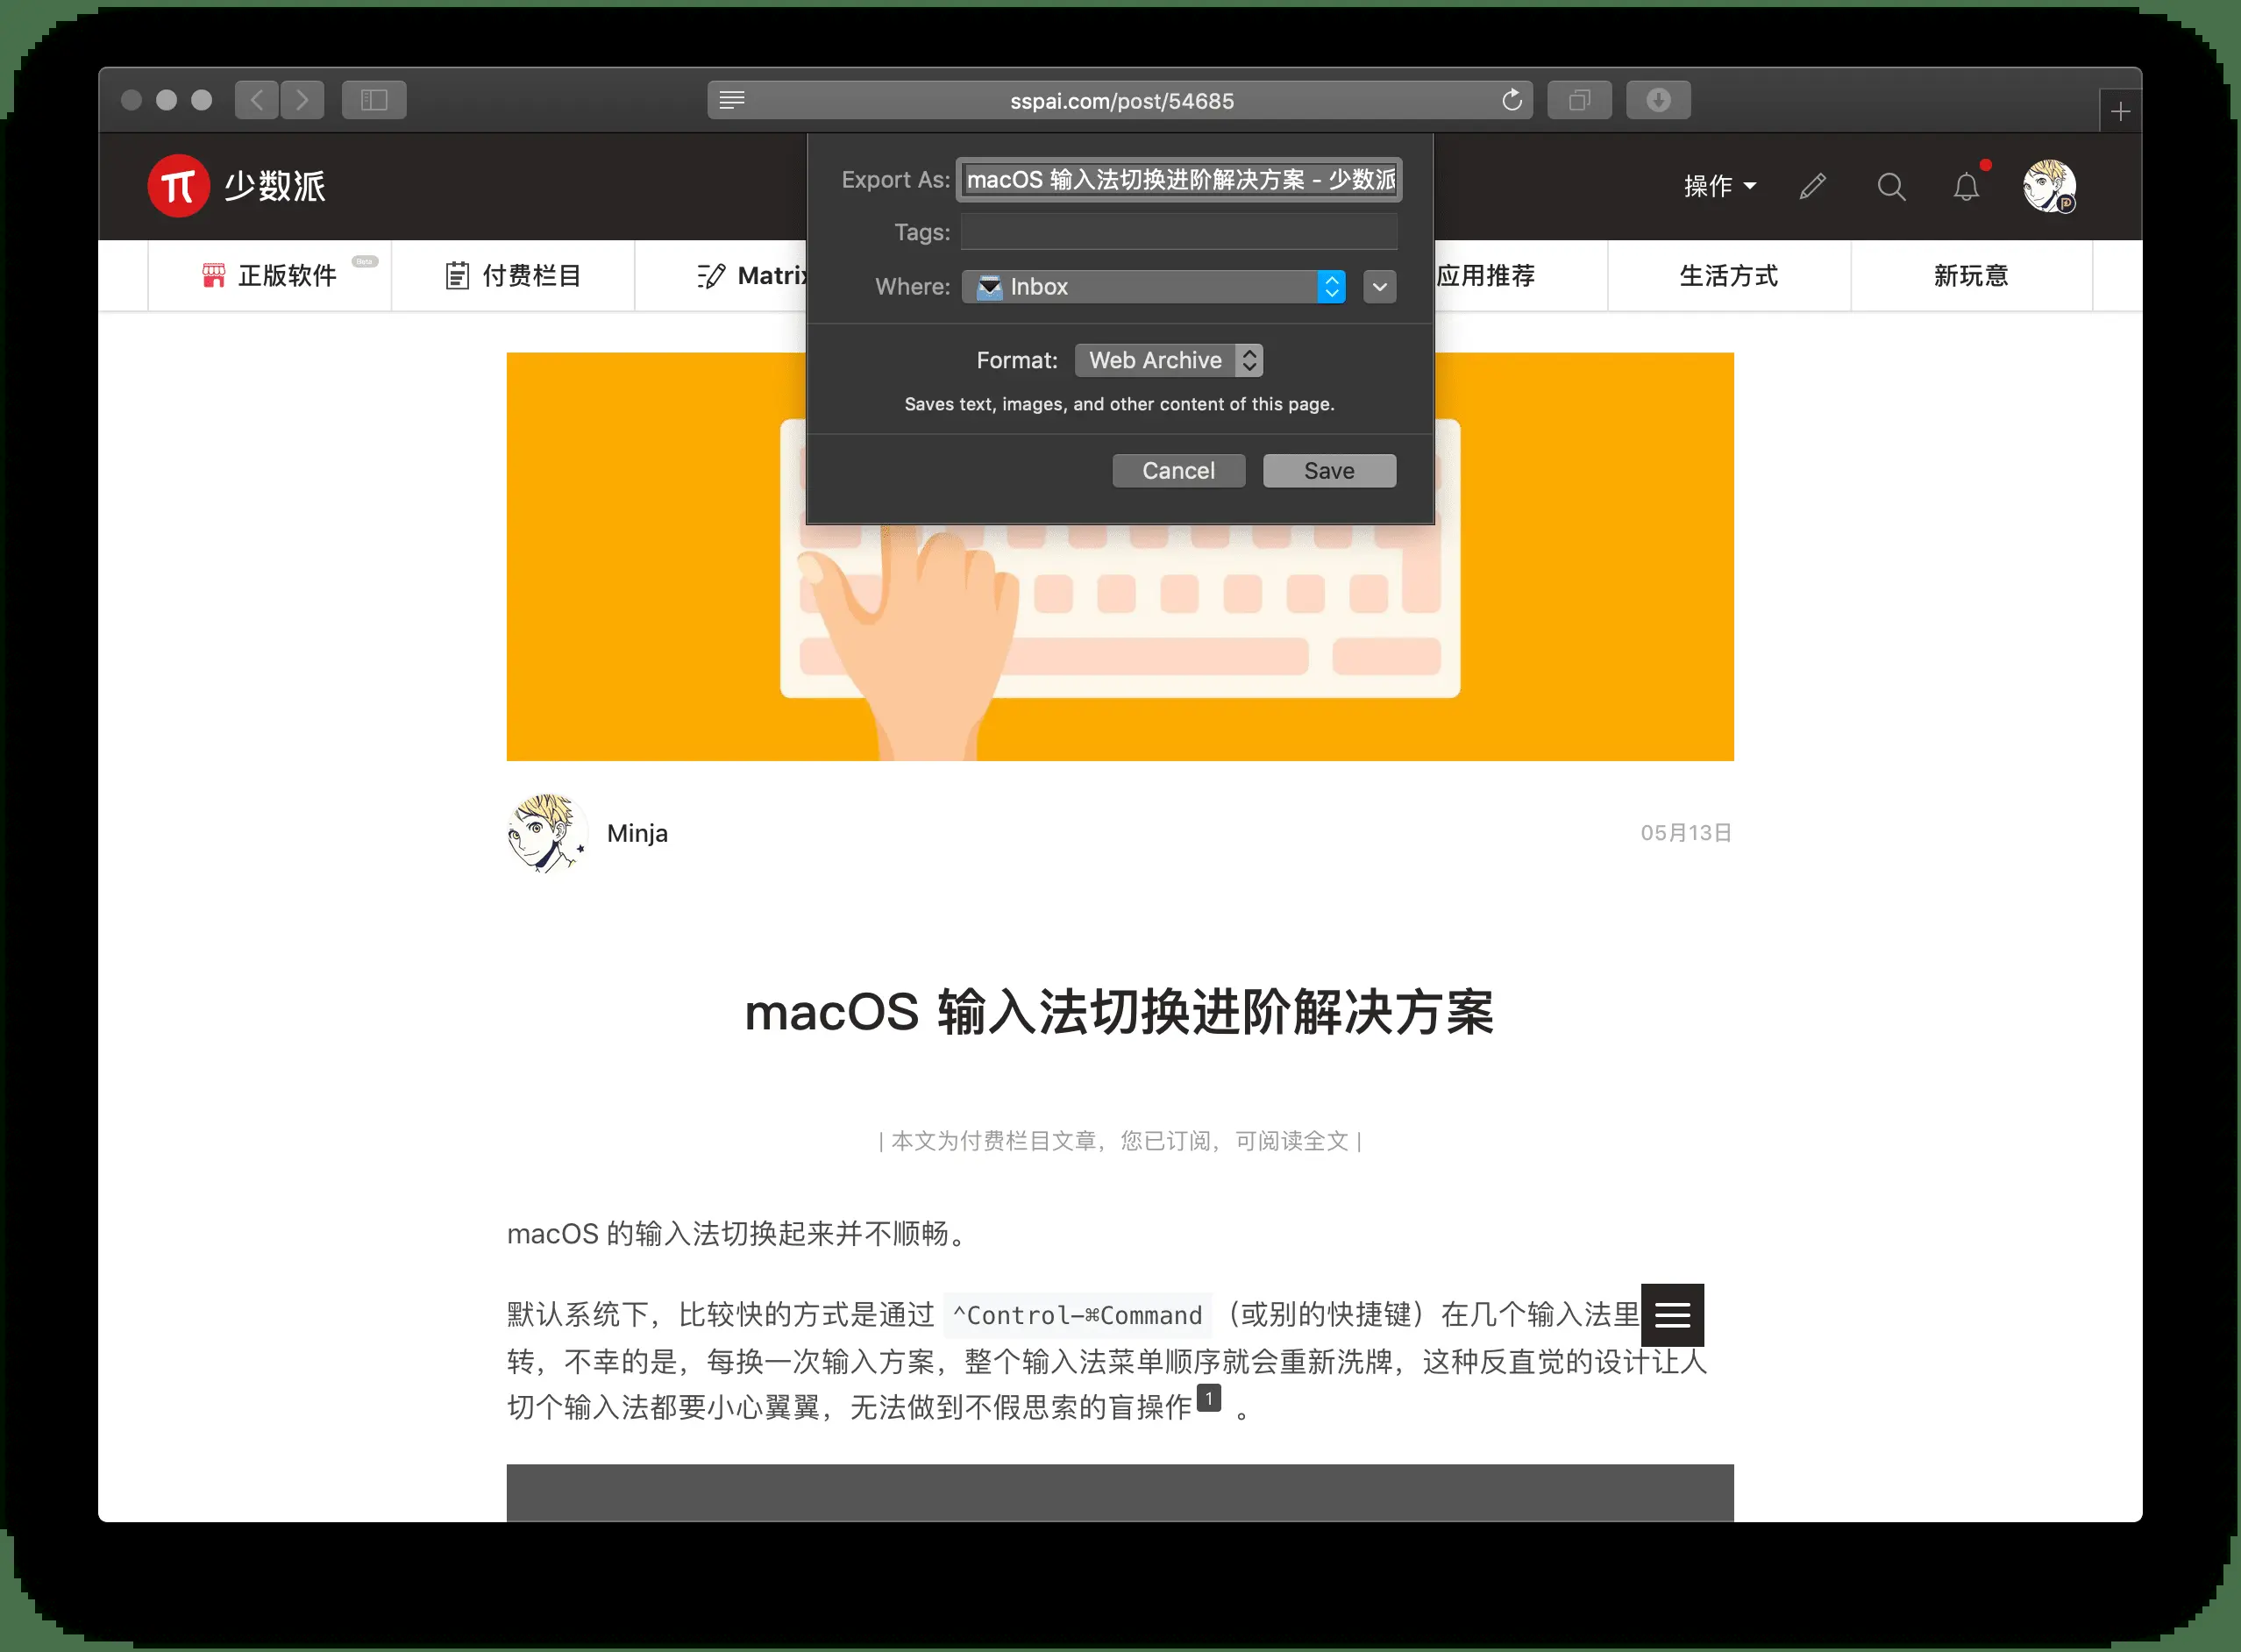 sspai.com/post/54685
少数派
操作
Export As: macOS 输入法切换进阶解决方案 - 少数派
Tags:
Where: Inbox
正版软件 Beta
付费栏目
Matrix
应用推荐
生活方式
新玩意
Format: Web Archive
Saves text, images, and other content of this page.
Cancel
Save
Minja
05月13日
macOS 输入法切换进阶解决方案
| 本文为付费栏目文章，您已订阅，可阅读全文 |
macOS 的输入法切换起来并不顺畅。
默认系统下，比较快的方式是通过 ^Control-⌘Command （或别的快捷键）在几个输入法里
转，不幸的是，每换一次输入方案，整个输入法菜单顺序就会重新洗牌，这种反直觉的设计让人
切个输入法都要小心翼翼，无法做到不假思索的盲操作 1 。